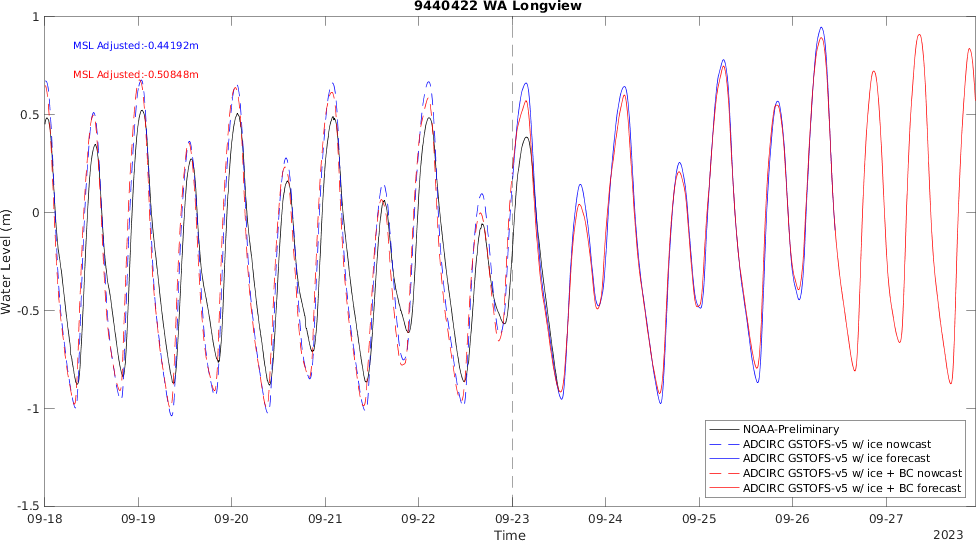 9440422 WA Longview
MSL Adjusted:-0.44192m
MSL Adjusted:-0.50848m
Water Level (m)
1
0.5
0
-0.5
-1
-1.5
NOAA-Preliminary
ADCIRC GSTOFS-v5 w/ ice nowcast
ADCIRC GSTOFS-v5 w/ ice forecast
ADCIRC GSTOFS-v5 w/ ice + BC nowcast
ADCIRC GSTOFS-v5 w/ ice + BC forecast
09-18 09-19 09-20 09-21 09-22 09-23 09-24 09-25 09-26 09-27
Time
2023